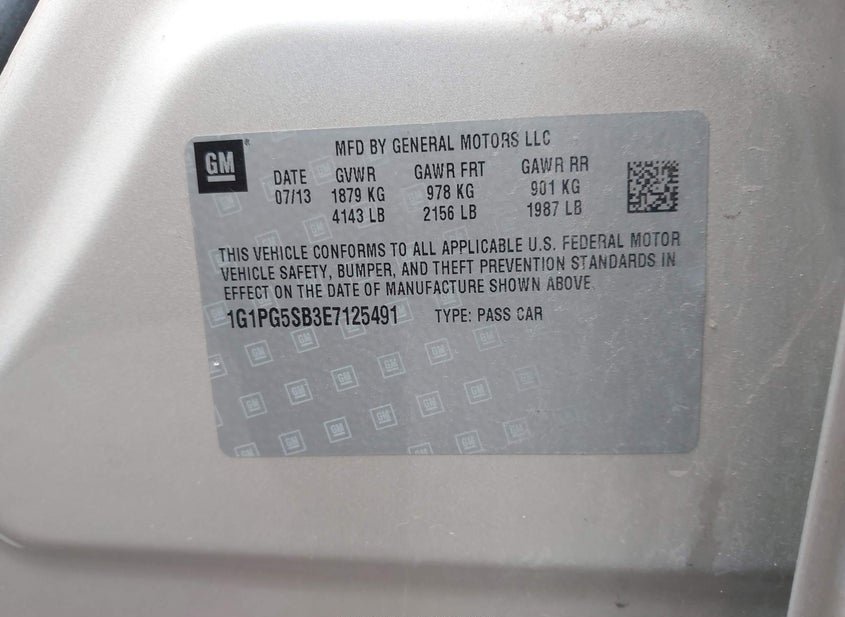 GM
MFD BY GENERAL MOTORS LLC
DATE GVWR GAWR FRT GAWR RR
07/13 1879 KG 978 KG 901 KG
4143 LB 2156 LB 1987 LB
THIS VEHICLE CONFORMS TO ALL APPLICABLE U.S. FEDERAL MOTOR
VEHICLE SAFETY, BUMPER, AND THEFT PREVENTION STANDARDS IN
EFFECT ON THE DATE OF MANUFACTURE SHOWN ABOVE.
1G1PG5SB3E7125491 TYPE: PASS CAR